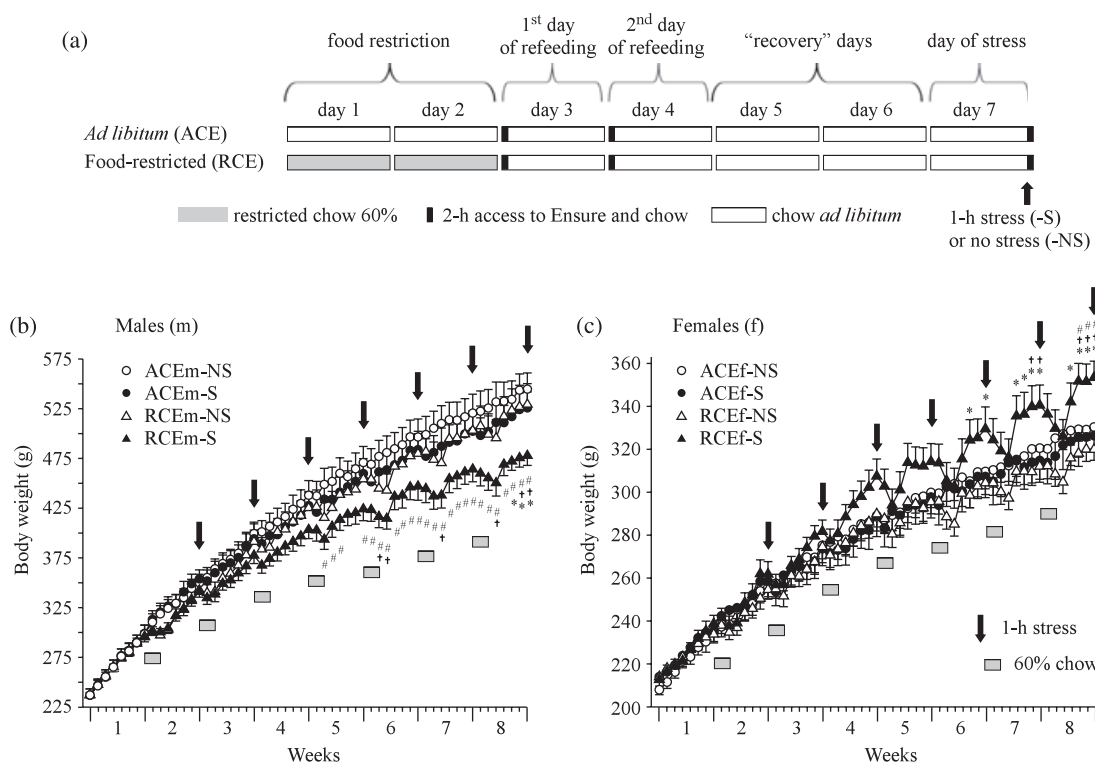 (a)
food restriction
1st day
of refeeding
2nd day
of refeeding
“recovery” days
day of stress
day 1 day 2 day 3 day 4 day 5 day 6 day 7
Ad libitum (ACE)
Food-restricted (RCE)
restricted chow 60% 2-h access to Ensure and chow chow ad libitum
1-h stress (-S)
or no stress (-NS)
(b) Males (m)
ACEm-NS
ACEm-S
RCEm-NS
RCEm-S
Body weight (g)
575
525
475
425
375
325
275
225
1 2 3 4 5 6 7 8
Weeks
(c) Females (f)
ACEf-NS
ACEf-S
RCEf-NS
RCEf-S
Body weight (g)
360
340
320
300
280
260
240
220
200
1-h stress
60% chow
1 2 3 4 5 6 7 8
Weeks